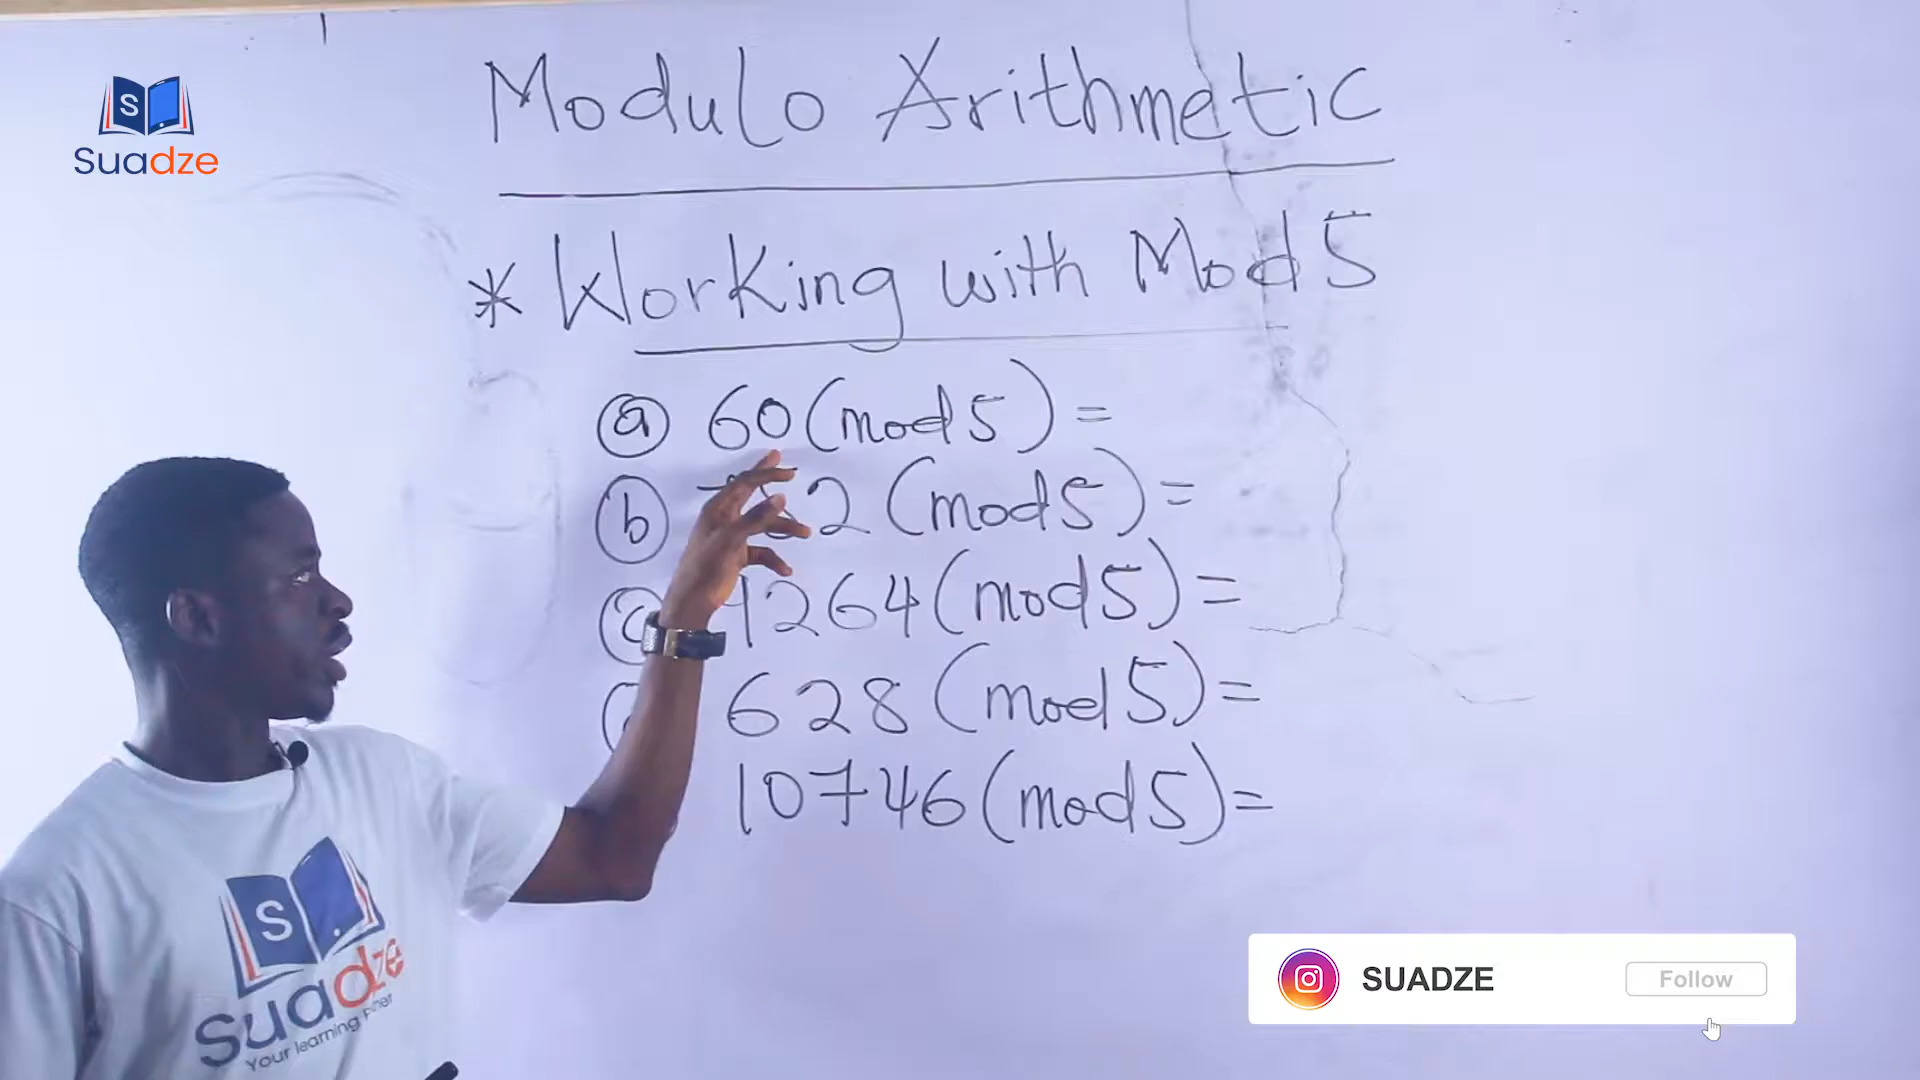 Suadze
Modulo Arithmetic
* Working with Mod 5
a 60 (mod 5) =
b 2 (mod 5) =
c 1264 (mod 5) =
628 (mod 5) =
10746 (mod 5) =
S Suadze
Your learning
SUADZE
Follow